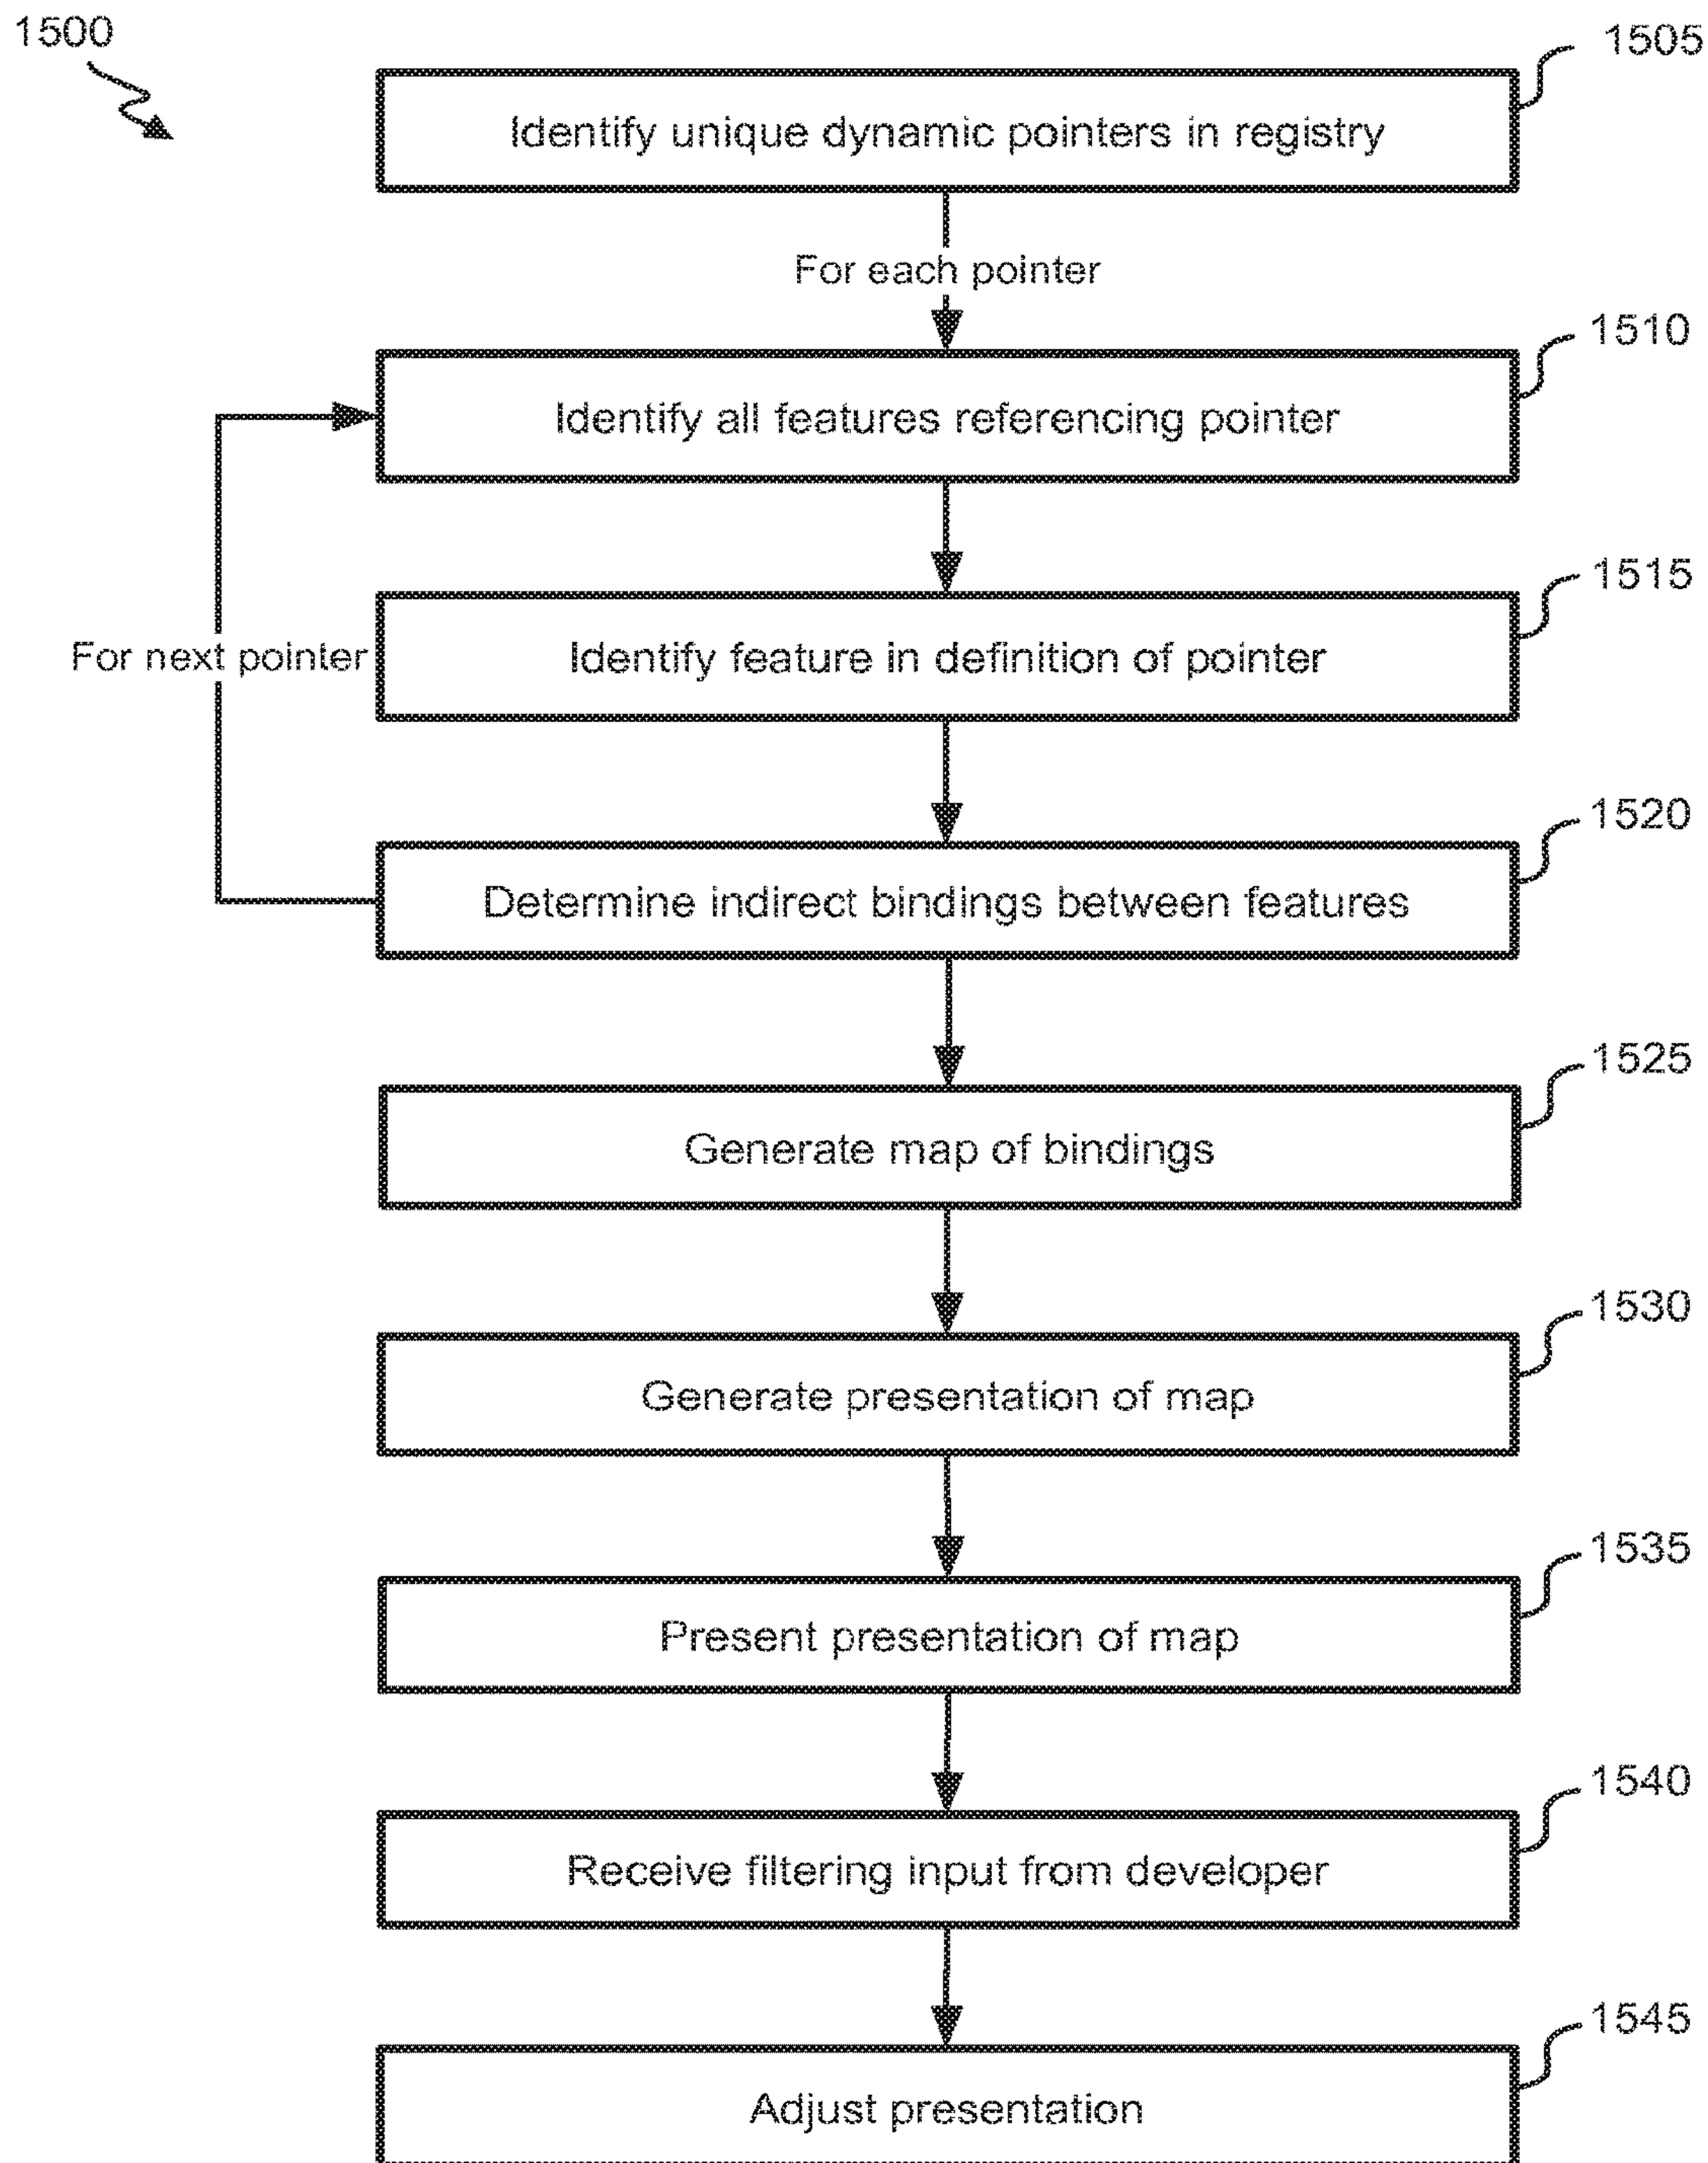 1500
1505
Identify unique dynamic pointers in registry
For each pointer
1510
Identify all features referencing pointer
1515
For next pointer
Identify feature in definition of pointer
1520
Determine indirect bindings between features
1525
Generate map of bindings
1530
Generate presentation of map
1535
Present presentation of map
1540
Receive filtering input from developer
1545
Adjust presentation